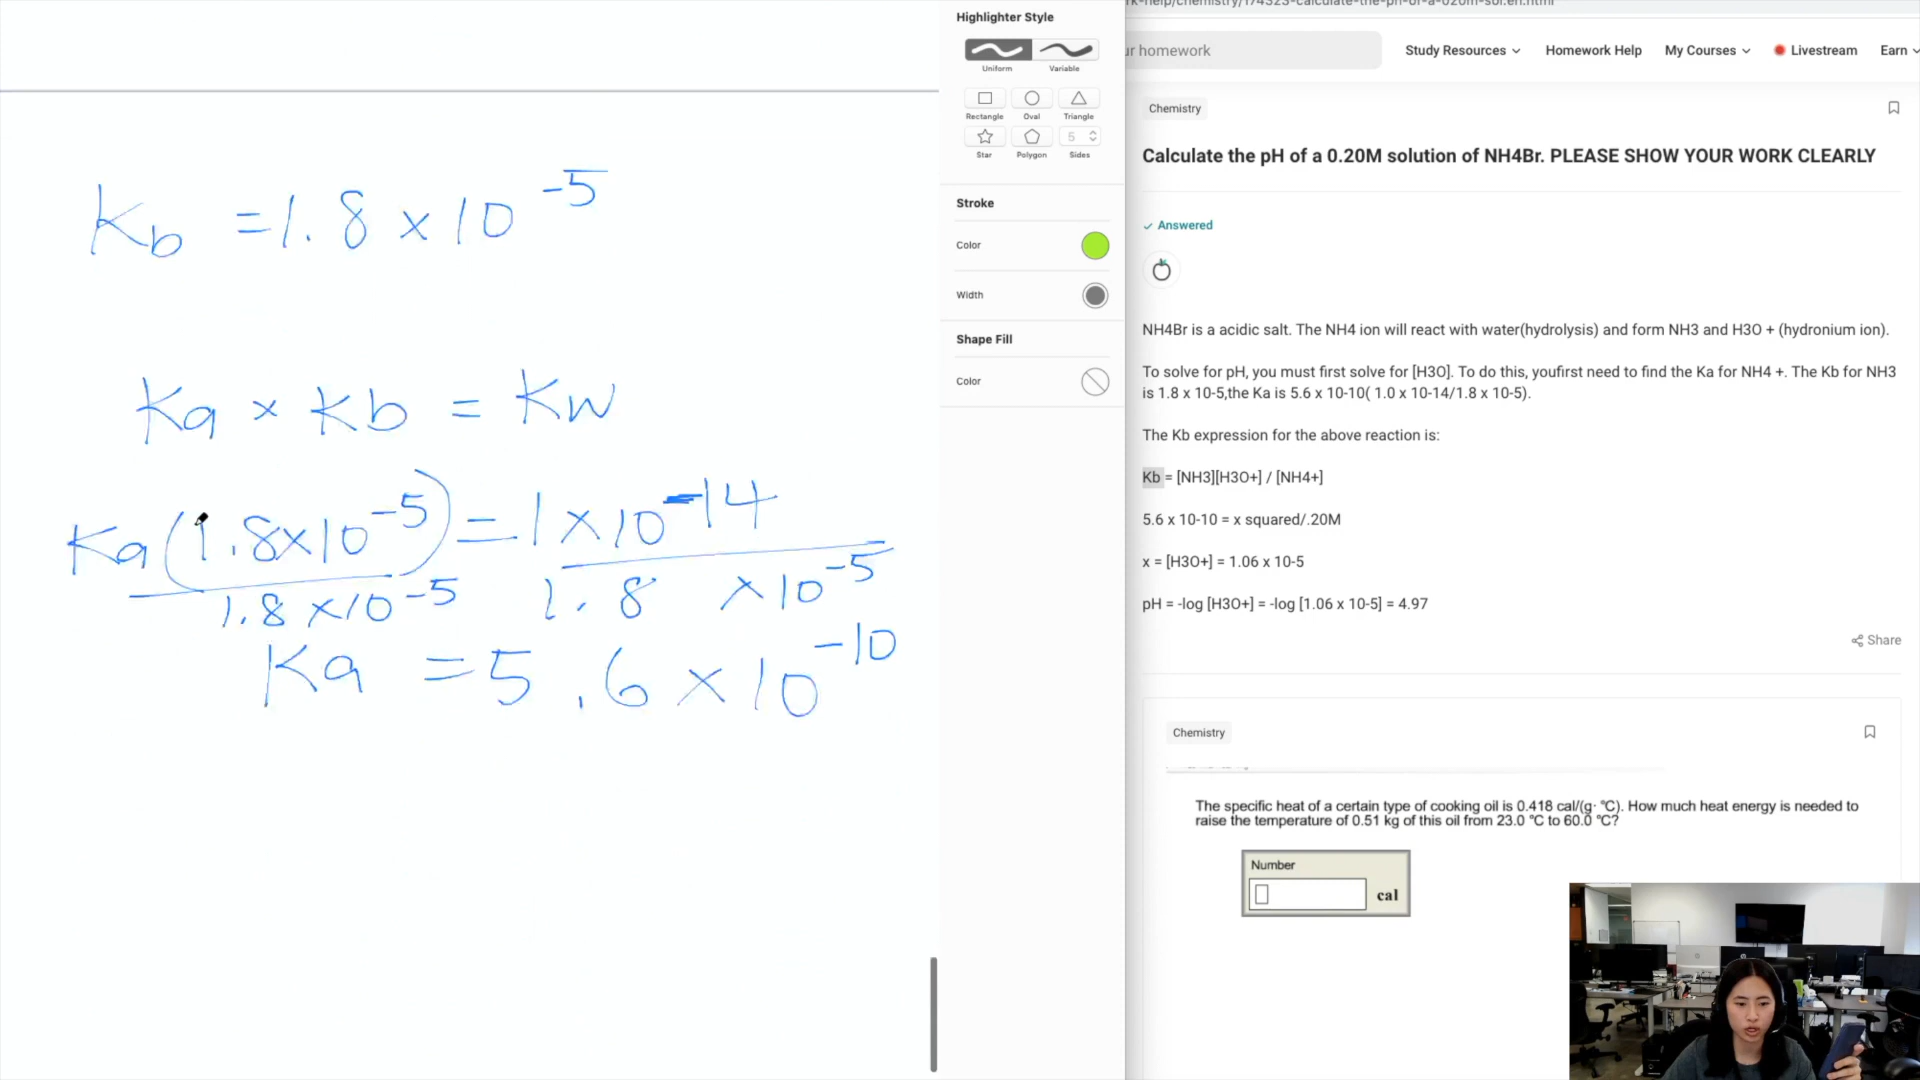 Kb = 1.8 × 10^-5
Ka × Kb = Kw
Ka (1.8×10^-5) = 1 × 10^-14
1.8 ×10^-5 1.8 ×10^-5
Ka = 5.6 × 10^-10
Highlighter Style
Uniform Variable
Rectangle Oval Triangle
5
Star Polygon Sides
Stroke
Color
Width
Shape Fill
Color
ur homework
Study Resources Homework Help My Courses Livestream Earn
Chemistry
Calculate the pH of a 0.20M solution of NH4Br. PLEASE SHOW YOUR WORK CLEARLY
Answered
NH4Br is a acidic salt. The NH4 ion will react with water(hydrolysis) and form NH3 and H3O + (hydronium ion).
To solve for pH, you must first solve for [H3O]. To do this, youfirst need to find the Ka for NH4 +. The Kb for NH3
is 1.8 x 10-5,the Ka is 5.6 x 10-10( 1.0 x 10-14/1.8 x 10-5).
The Kb expression for the above reaction is:
Kb = [NH3][H3O+] / [NH4+]
5.6 x 10-10 = x squared/.20M
x = [H3O+] = 1.06 x 10-5
pH = -log [H3O+] = -log [1.06 x 10-5] = 4.97
Share
Chemistry
The specific heat of a certain type of cooking oil is 0.418 cal/(g· °C). How much heat energy is needed to
raise the temperature of 0.51 kg of this oil from 23.0 °C to 60.0 °C?
Number
cal